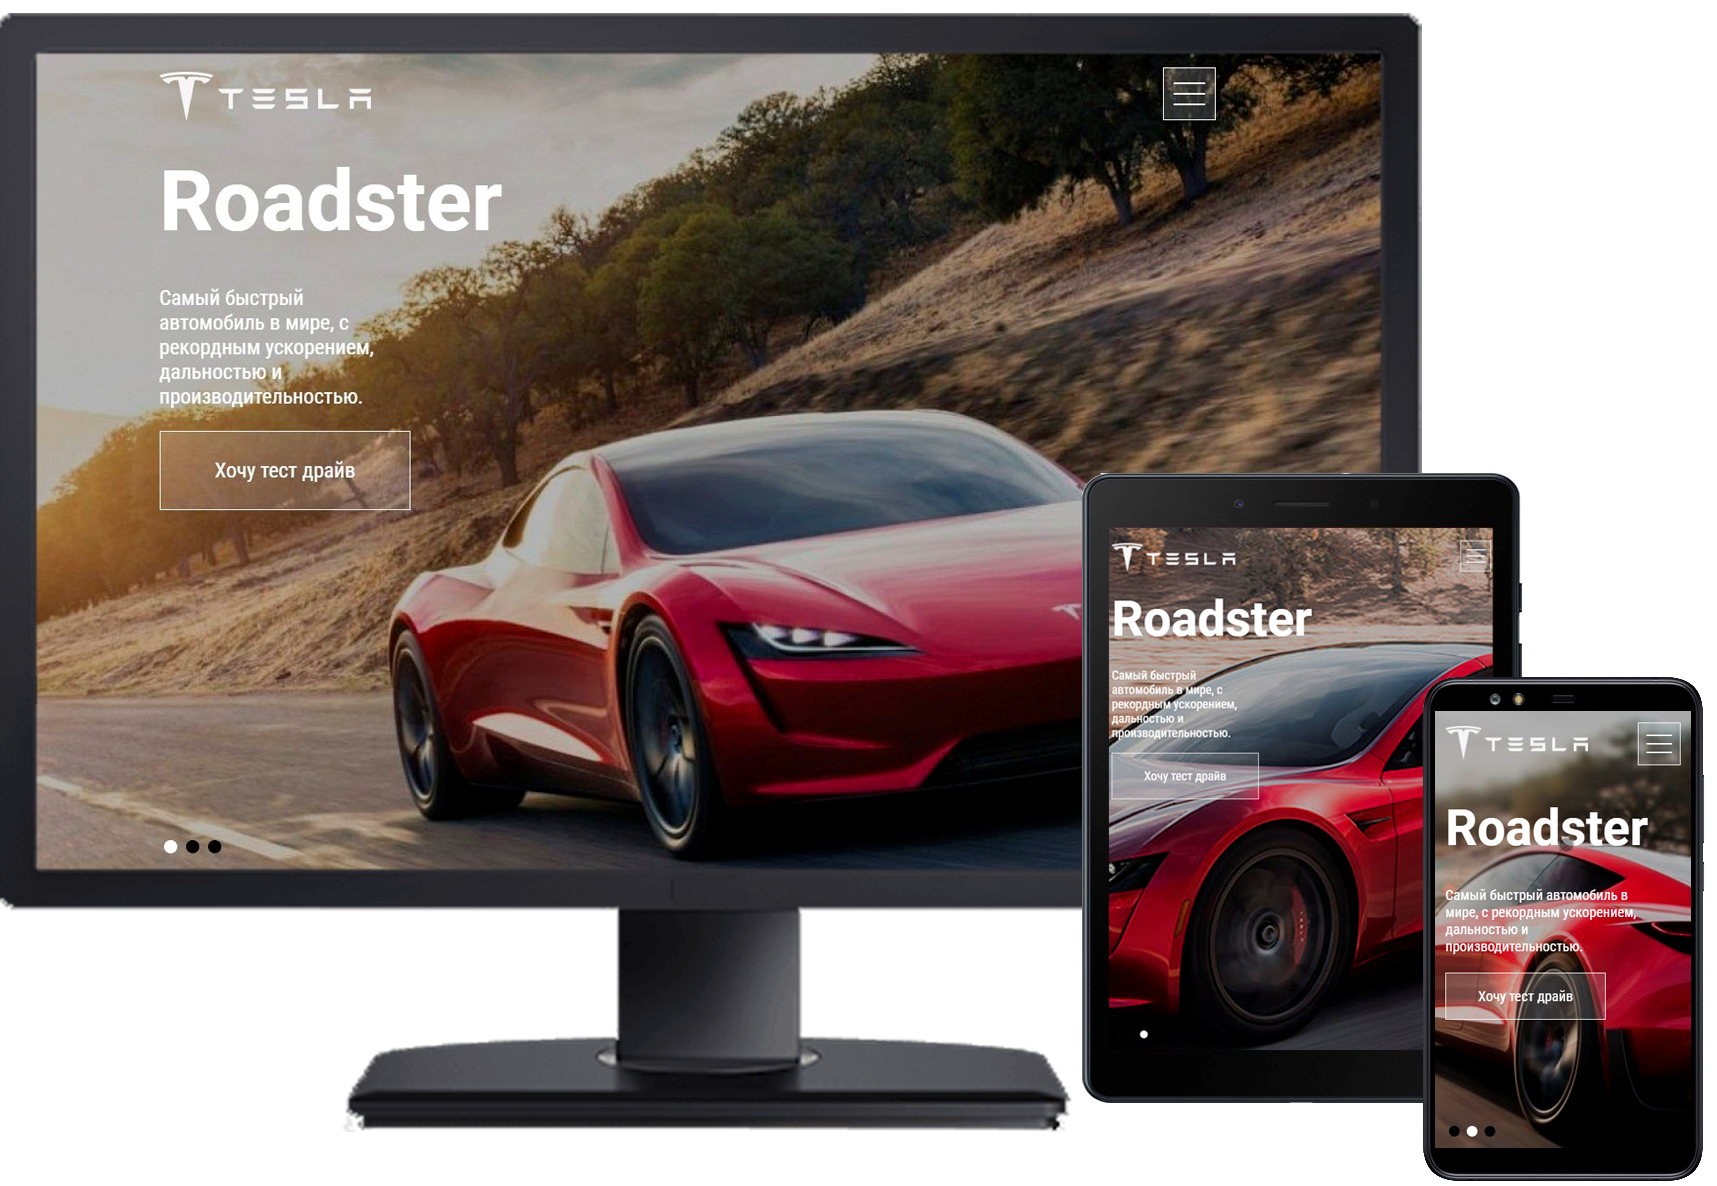 TESLA
Roadster
Самый быстрый
автомобиль в мире, с
рекордным ускорением,
дальностью и
производительностью.
Хочу тест драйв
TESLA
Roadster
Самый быстрый
автомобиль в мире, с
рекордным ускорением,
дальностью и
производительностью.
Хочу тест драйв
TESLA
Roadster
Самый быстрый автомобиль в
мире, с рекордным ускорением,
дальностью и
производительностью.
Хочу тест драйв